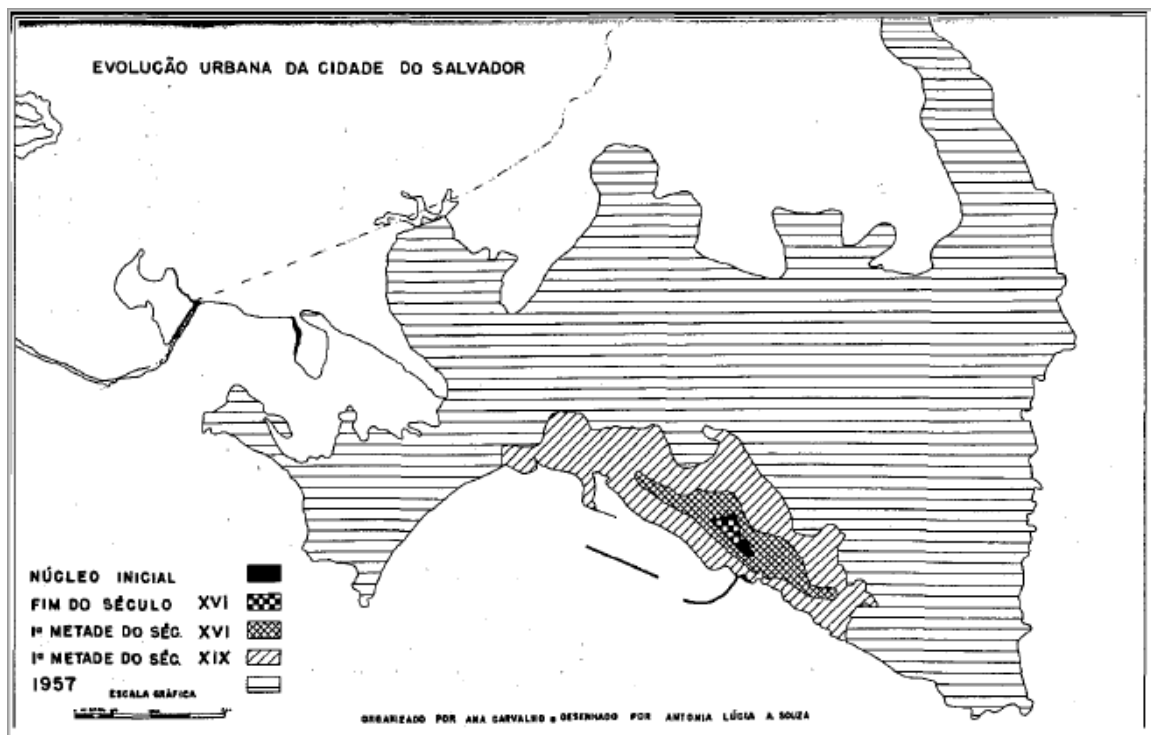 EVOLUÇÃO URBANA DA CIDADE DO SALVADOR
NÚCLEO INICIAL
FIM DO SÉCULO XVI
1ª METADE DO SÉC. XVI
1ª METADE DO SÉC. XIX
1957
ESCALA GRÁFICA
ORGANIZADO POR ANA CARVALHO e DESENHADO POR ANTONIA LÚCIA A. SOUZA